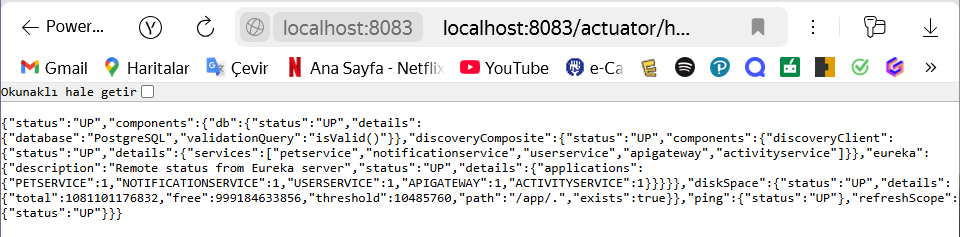 Power...
localhost:8083
localhost:8083/actuator/h...
Gmail
Haritalar
Çevir
Ana Sayfa - Netflix
YouTube
e-Ca
Okunaklı hale getir
{"status":"UP","components":{"db":{"status":"UP","details":
{"database":"PostgreSQL","validationQuery":"isValid()"}},"discoveryComposite":{"status":"UP","components":{"discoveryClient":
{"status":"UP","details":{"services":["petservice","notificationservice","userservice","apigateway","activityservice"]}},"eureka":
{"description":"Remote status from Eureka server","status":"UP","details":{"applications":
{"PETSERVICE":1,"NOTIFICATIONSERVICE":1,"USERSERVICE":1,"APIGATEWAY":1,"ACTIVITYSERVICE":1}}}}},"diskSpace":{"status":"UP","details":
{"total":1081101176832,"free":999184633856,"threshold":10485760,"path":"/app/.","exists":true}},"ping":{"status":"UP"},"refreshScope":
{"status":"UP"}}}